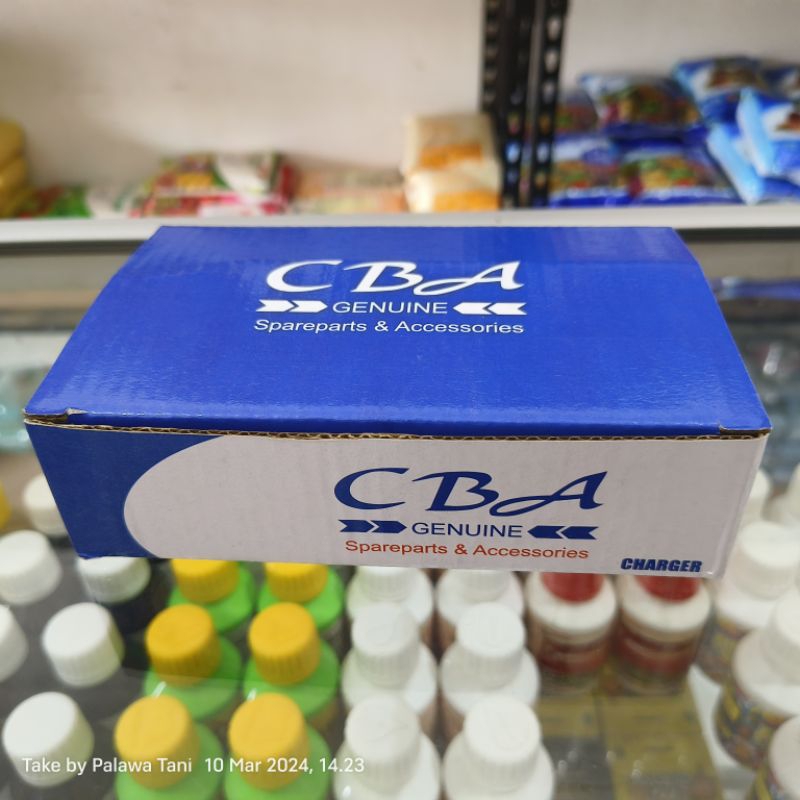 CBA
GENUINE
Spareparts & Accessories
CBA
GENUINE
Spareparts & Accessories
CHARGER
Take by Palawa Tani 10 Mar 2024, 14.23